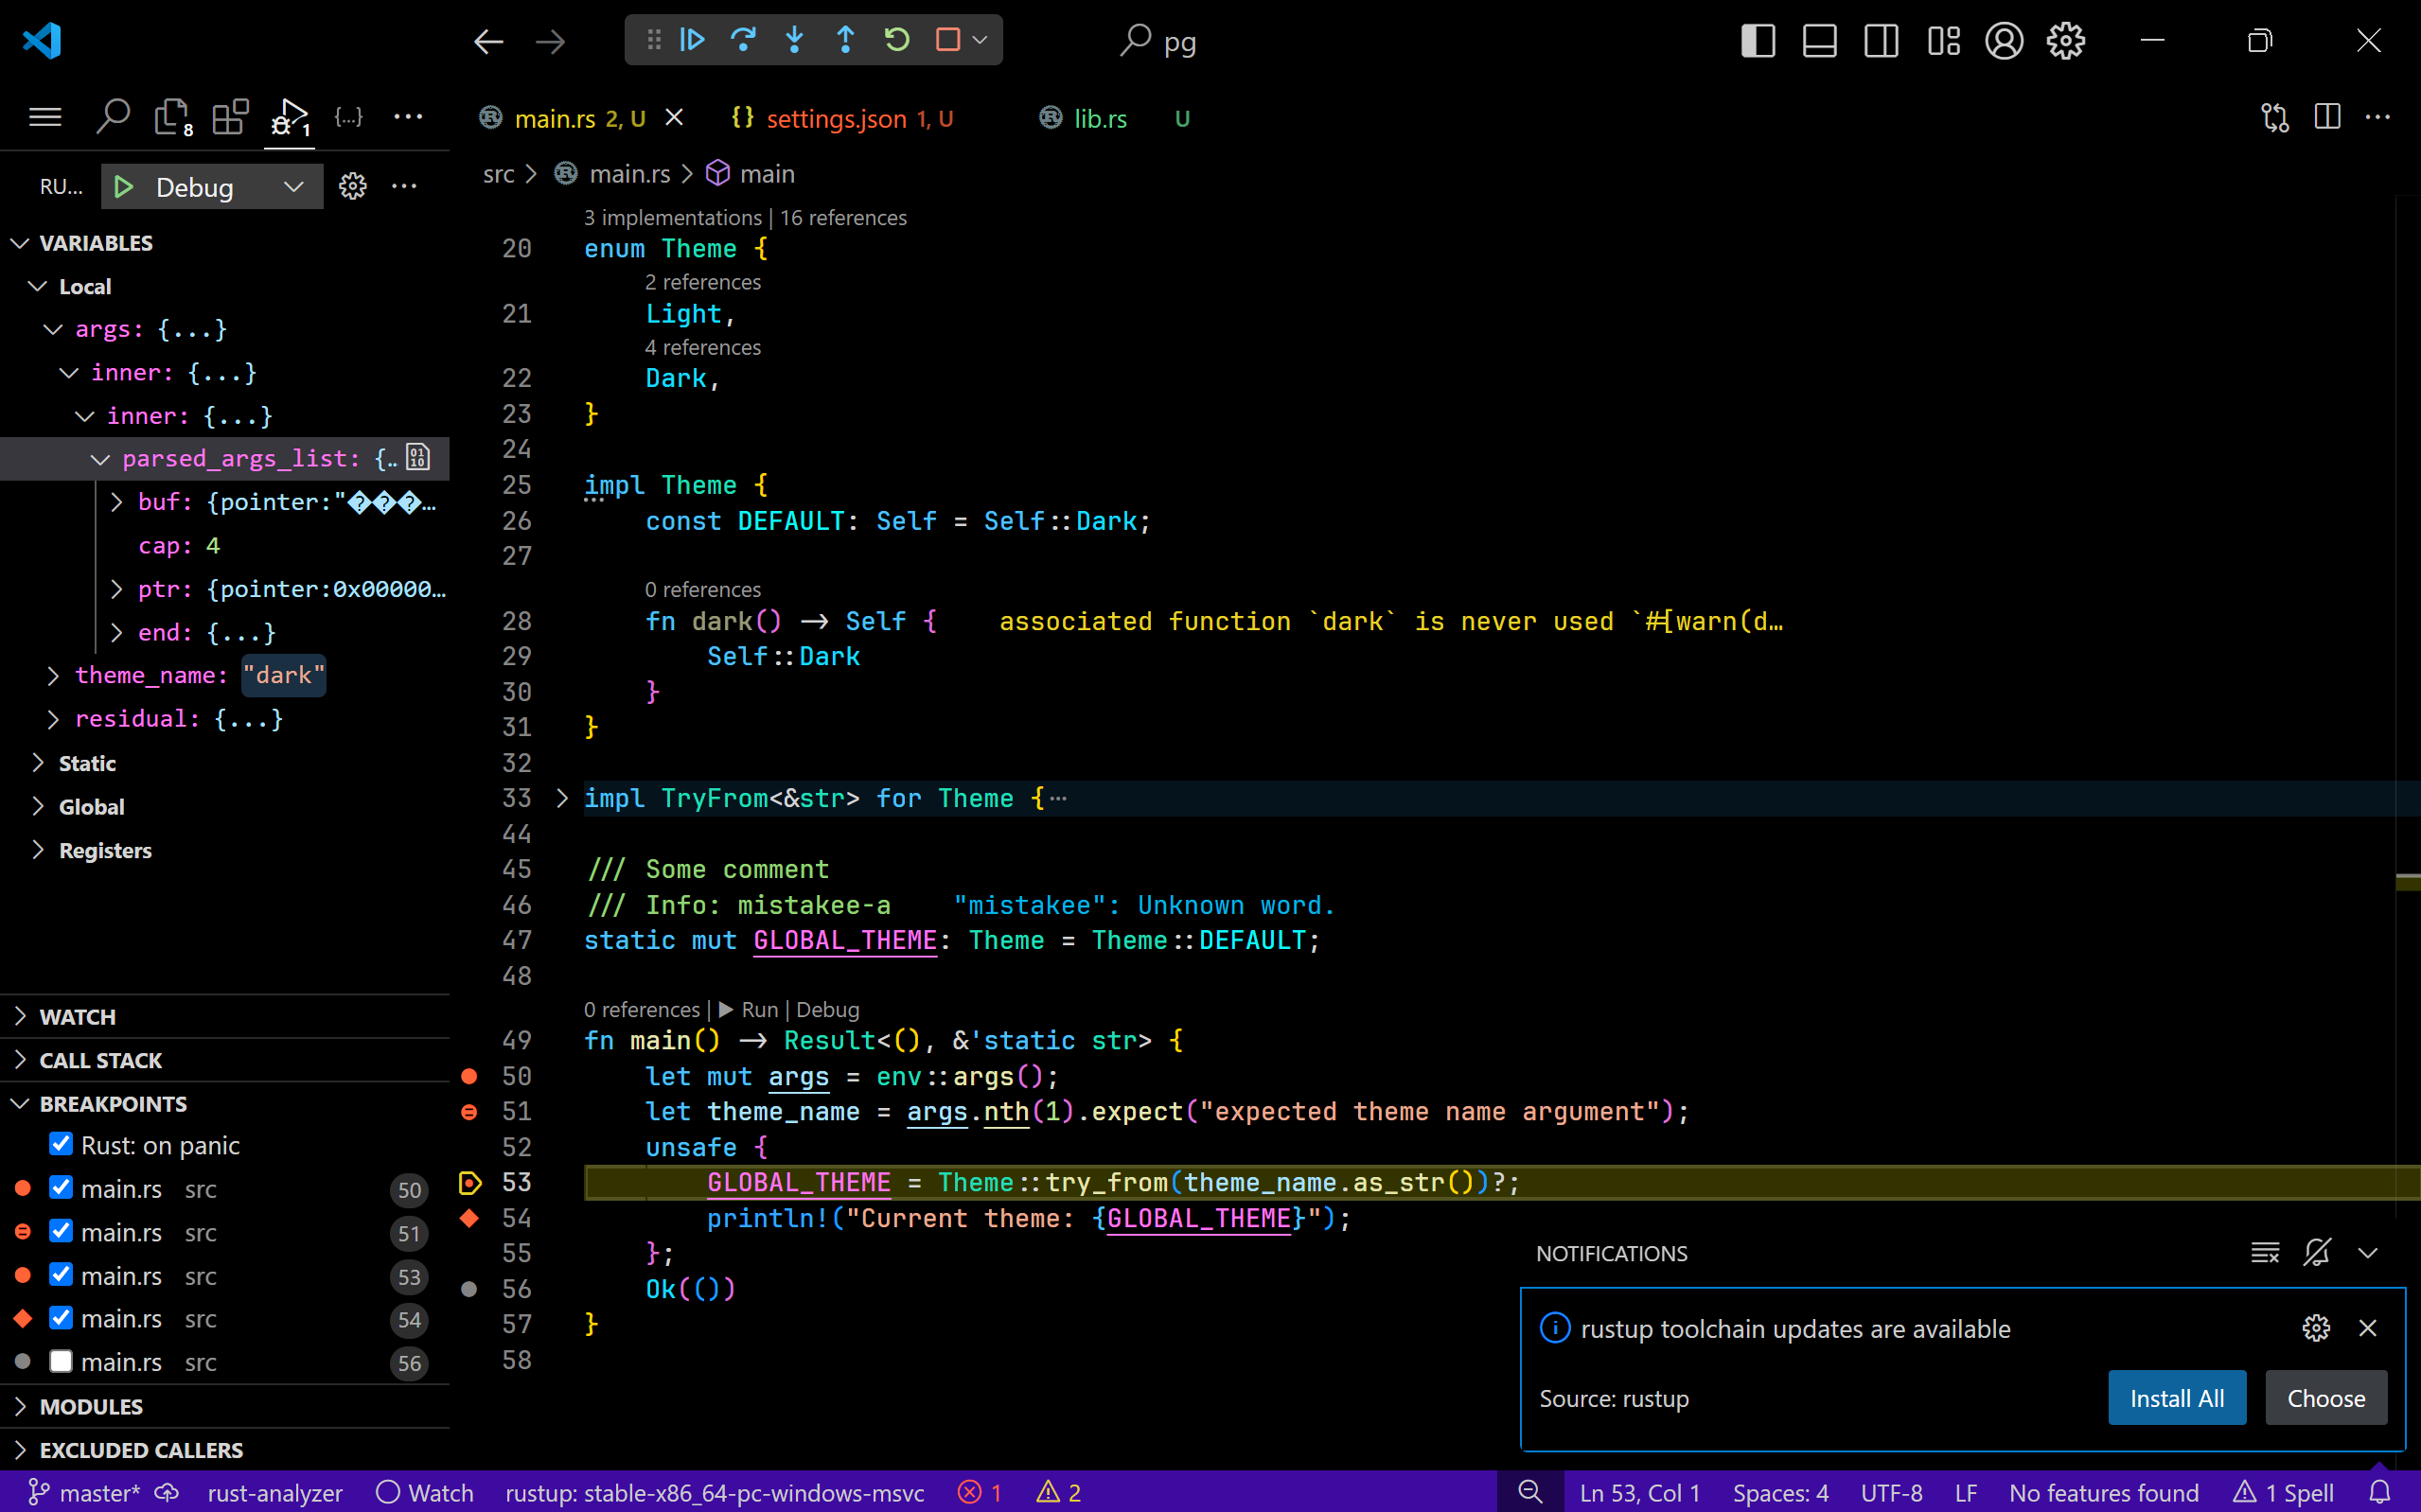 pg
8
1
main.rs 2, U
settings.json 1, U
lib.rs U
RU... Debug
src > main.rs > main
VARIABLES
Local
args: {...}
inner: {...}
inner: {...}
parsed_args_list: {..
buf: {pointer:"���...
cap: 4
ptr: {pointer:0x00000...
end: {...}
theme_name: "dark"
residual: {...}
Static
Global
Registers
WATCH
CALL STACK
BREAKPOINTS
Rust: on panic
main.rs src 50
main.rs src 51
main.rs src 53
main.rs src 54
main.rs src 56
MODULES
EXCLUDED CALLERS
3 implementations | 16 references
20 enum Theme {
2 references
21 Light,
4 references
22 Dark,
23 }
24
25 impl Theme {
26 const DEFAULT: Self = Self::Dark;
27
0 references
28 fn dark() -> Self { associated function `dark` is never used `#[warn(d…
29 Self::Dark
30 }
31 }
32
33 impl TryFrom<&str> for Theme {⋯
44
45 /// Some comment
46 /// Info: mistakee-a "mistakee": Unknown word.
47 static mut GLOBAL_THEME: Theme = Theme::DEFAULT;
48
0 references | ▶ Run | Debug
49 fn main() -> Result<(), &'static str> {
50 let mut args = env::args();
51 let theme_name = args.nth(1).expect("expected theme name argument");
52 unsafe {
53 GLOBAL_THEME = Theme::try_from(theme_name.as_str())?;
54 println!("Current theme: {GLOBAL_THEME}");
55 };
56 Ok(())
57 }
58
NOTIFICATIONS
rustup toolchain updates are available
Source: rustup
Install All
Choose
master* rust-analyzer Watch rustup: stable-x86_64-pc-windows-msvc 1 2 Ln 53, Col 1 Spaces: 4 UTF-8 LF No features found 1 Spell